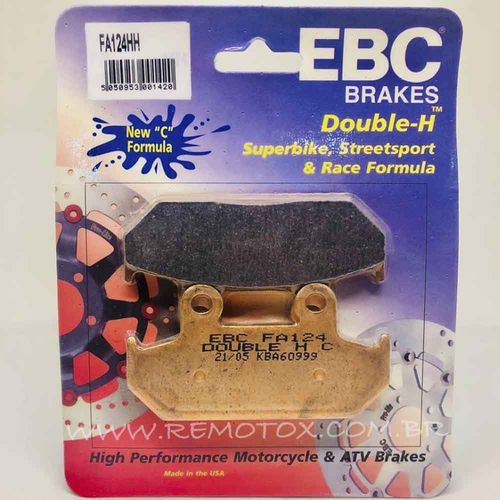 FA124HH
5 050953 001420
New "C"
Formula
EBC
BRAKES
TM
Double-H
Superbike, Streetsport
& Race Formula
EBC FA124
DOUBLE H C
21/05 KBA60999
WWW.REMOTOX.COM.BR
High Performance Motorcycle & ATV Brakes
Made in the USA